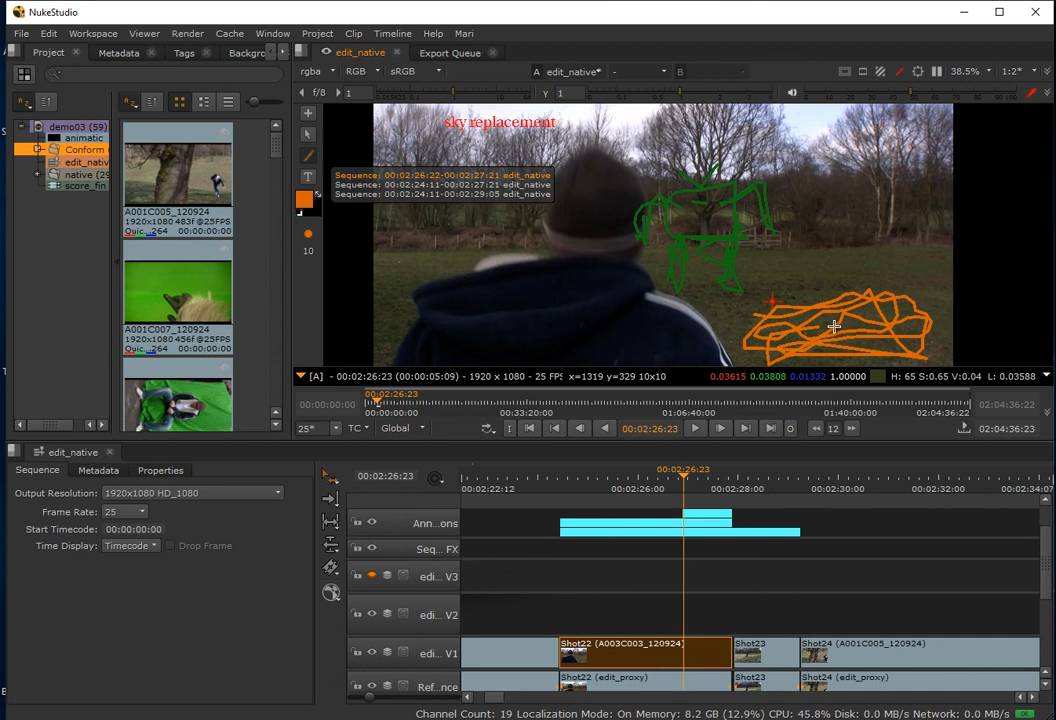 NukeStudio
File Edit Workspace Viewer Render Cache Window Project Clip Timeline Help Mari
Project Metadata Tags Backgro
edit_native Export Queue
rgba RGB sRGB A edit_native* - B 38.5% 1:2*
f/8 1 Y 1
demo03 (59)
animatic
Conform
edit_nativ
native (2
score_fin
A001C005_120924
1920x1080 483f @25FPS
Quic....264 00:00:00:00
A001C007_120924
1920x1080 456f @25FPS
Quic....264 00:00:00:00
T
10
sky replacement
Sequence: 00:02:26:22-00:02:27:21 edit_native
Sequence: 00:02:24:11-00:02:27:21 edit_native
Sequence: 00:02:24:11-00:02:29:05 edit_native
[A] - 00:02:26:23 (00:00:05:09) - 1920 x 1080 - 25 FPS x=1319 y=329 10x10 0.03615 0.03808 0.01332 1.00000 H: 65 S:0.65 V:0.04 L: 0.03588
00:02:26:23
00:00:00:00 02:04:36:22
00:00:00:00 00:33:20:00 01:06:40:00 01:40:00:00 02:04:36:22
25* TC Global I 00:02:26:23 O 12 02:04:36:23
edit_native
Sequence Metadata Properties
Output Resolution: 1920x1080 HD_1080
Frame Rate: 25
Start Timecode: 00:00:00:00
Time Display: Timecode Drop Frame
00:02:26:23
00:02:26:23
00:02:22:12 00:02:26:00 00:02:28:00 00:02:30:00 00:02:32:00 00:02:34:07
Ann...ons
Seq... FX
edi... V3
edi... V2
edi... V1
Shot22 (A003C003_120924) Shot23 Shot24 (A001C005_120924)
Ref...nce
Shot22 (edit_proxy) Shot23 Shot24 (edit_proxy)
Channel Count: 19 Localization Mode: On Memory: 8.2 GB (12.9%) CPU: 45.8% Disk: 0.0 MB/s Network: 0.0 MB/s